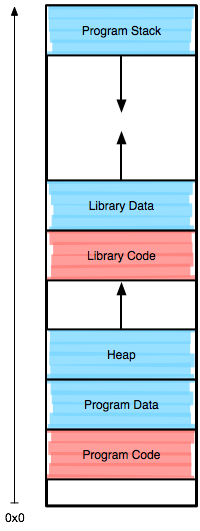 Program Stack
Library Data
Library Code
Heap
Program Data
Program Code
0x0